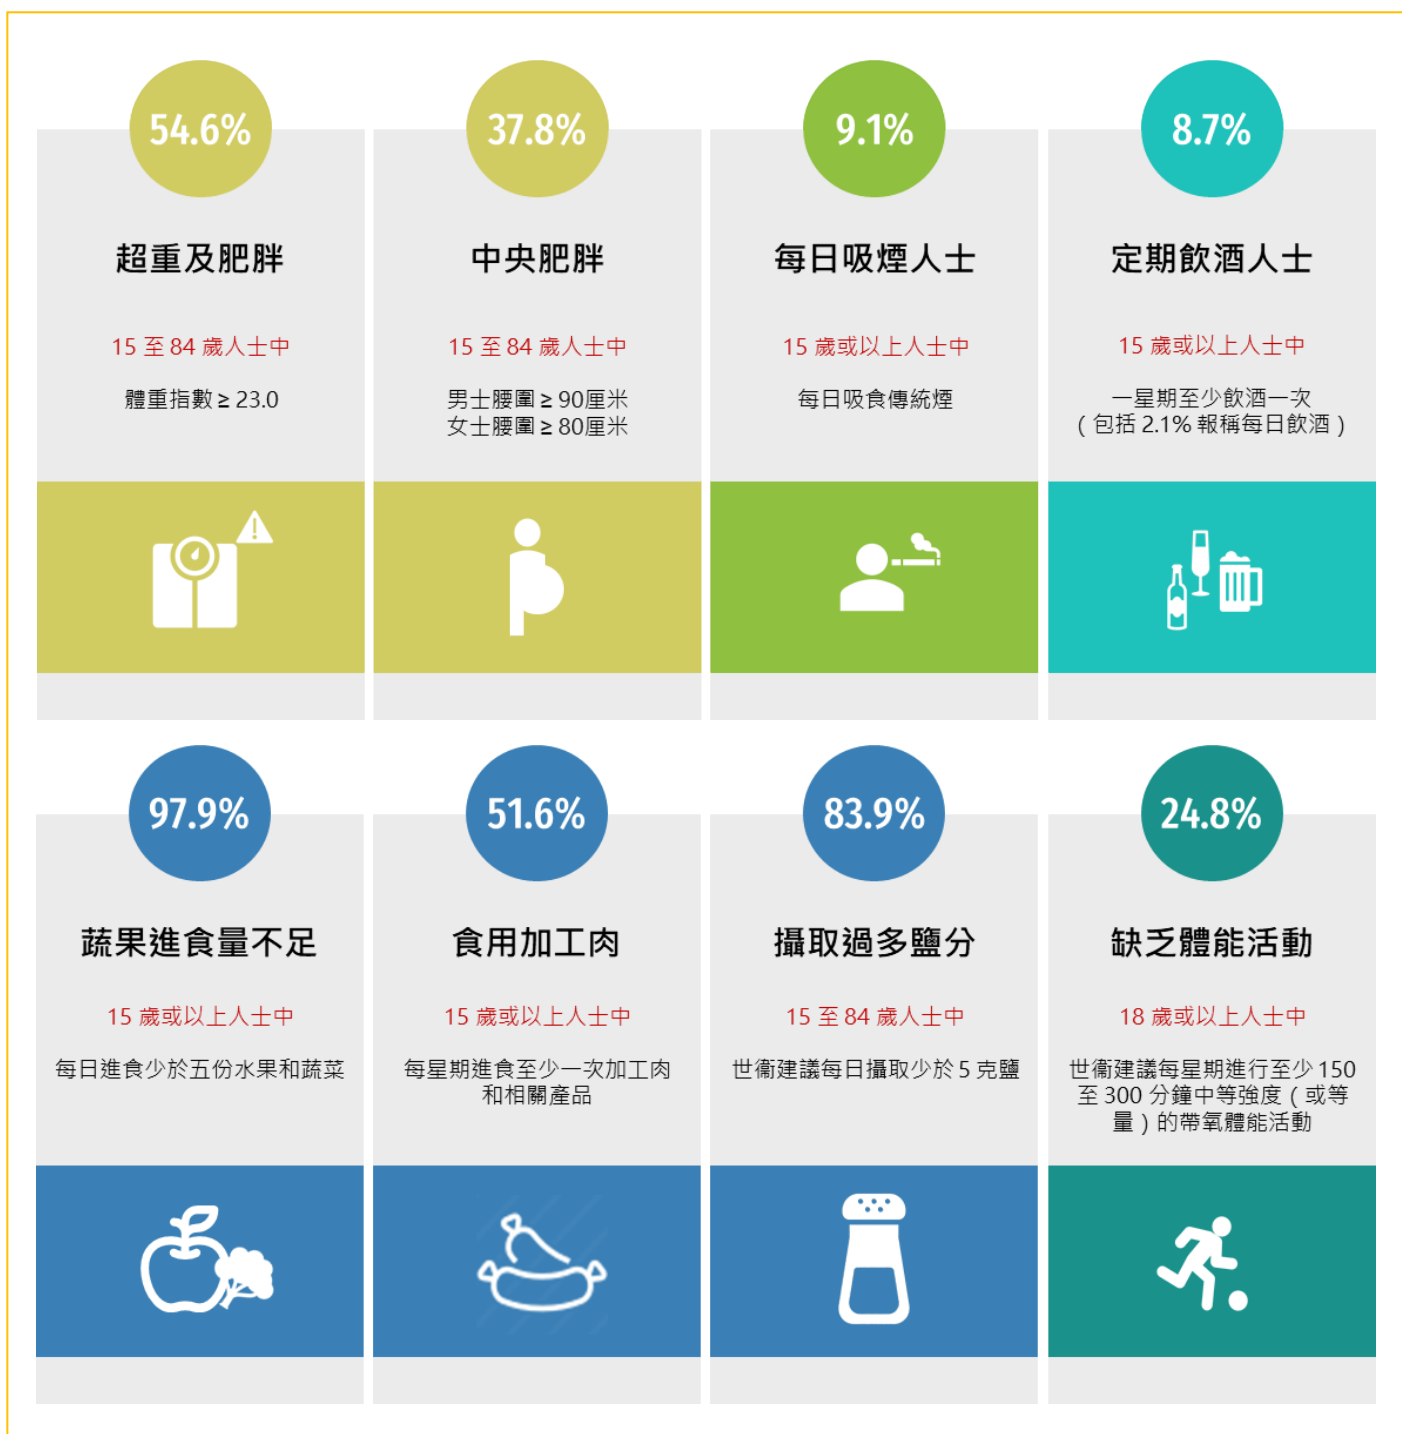 54.6%
超重及肥胖
15 至 84 歲人士中
體重指數 ≥ 23.0
37.8%
中央肥胖
15 至 84 歲人士中
男士腰圍 ≥ 90厘米
女士腰圍 ≥ 80厘米
9.1%
每日吸煙人士
15 歲或以上人士中
每日吸食傳統煙
8.7%
定期飲酒人士
15 歲或以上人士中
一星期至少飲酒一次
( 包括 2.1% 報稱每日飲酒 )
97.9%
蔬果進食量不足
15 歲或以上人士中
每日進食少於五份水果和蔬菜
51.6%
食用加工肉
15 歲或以上人士中
每星期進食至少一次加工肉
和相關產品
83.9%
攝取過多鹽分
15 至 84 歲人士中
世衞建議每日攝取少於 5 克鹽
24.8%
缺乏體能活動
18 歲或以上人士中
世衞建議每星期進行至少 150
至 300 分鐘中等強度 ( 或等
量 ) 的帶氧體能活動